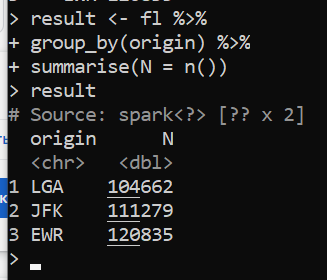 > result <- fl %>%
+ group_by(origin) %>%
+ summarise(N = n())
> result
# Source: spark<?> [?? x 2]
origin N
<chr> <dbl>
1 LGA 104662
2 JFK 111279
3 EWR 120835
>